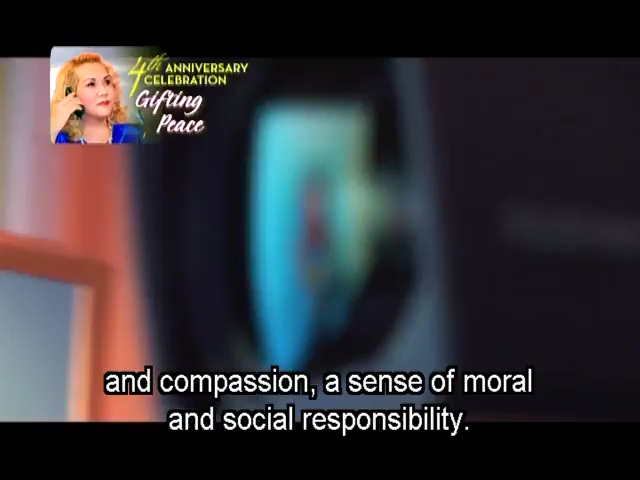 4th ANNIVERSARY
CELEBRATION
Gifting
Peace
and compassion, a sense of moral
and social responsibility.